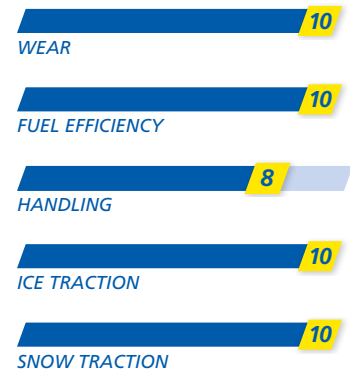 10
WEAR
10
FUEL EFFICIENCY
8
HANDLING
10
ICE TRACTION
10
SNOW TRACTION